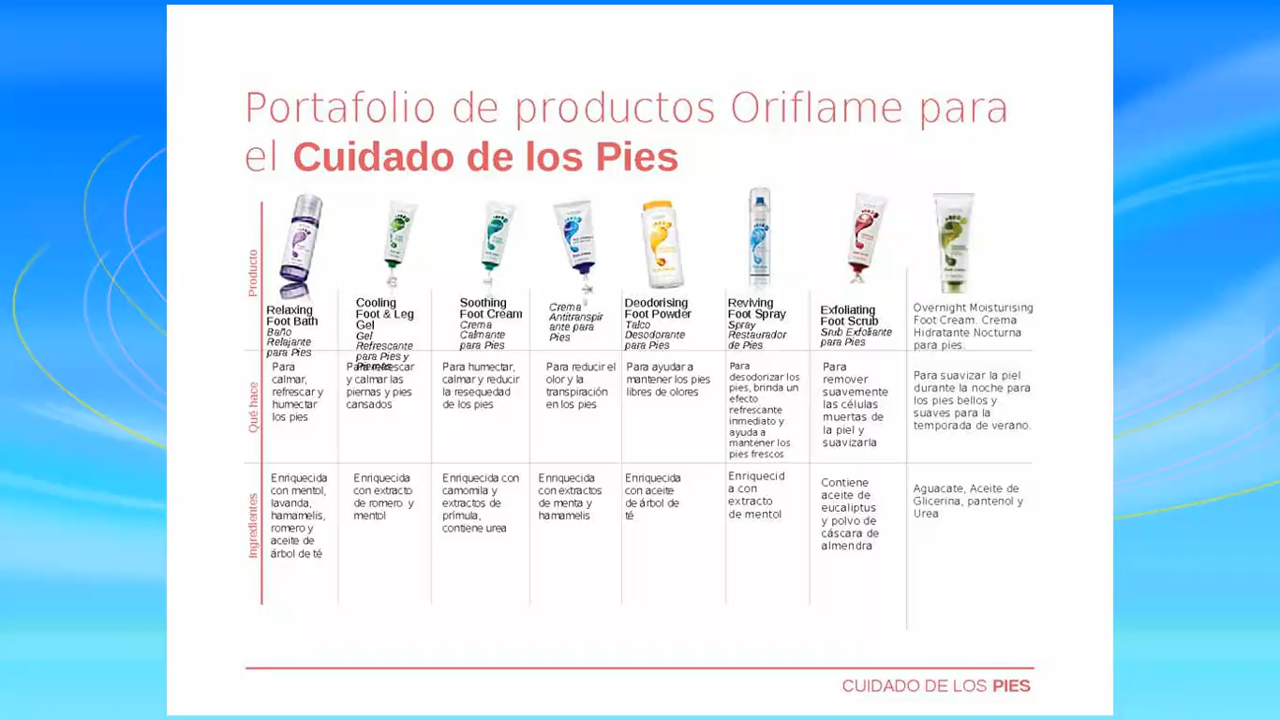 Portafolio de productos Oriflame para
el Cuidado de los Pies
Producto
Relaxing
Foot Bath
Baño
Relajante
para Pies
Cooling
Foot & Leg
Gel
Gel
Refrescante
para Pies y
Piernas
Soothing
Foot Cream
Crema
Calmante
para Pies
Crema
Antitranspir
ante para
Pies
Deodorising
Foot Powder
Talco
Desodorante
para Pies
Reviving
Foot Spray
Spray
Restaurador
de Pies
Exfoliating
Foot Scrub
Srub Exfoliante
para Pies
Overnight Moisturising
Foot Cream. Crema
Hidratante Nocturna
para pies.
Qué hace
Para
calmar,
refrescar y
humectar
los pies
Para refrescar
y calmar las
piernas y pies
cansados
Para humectar,
calmar y reducir
la resequedad
de los pies
Para reducir el
olor y la
transpiración
en los pies
Para ayudar a
mantener los pies
libres de olores
Para
desodorizar los
pies, brinda un
efecto
refrescante
inmediato y
ayuda a
mantener los
pies frescos
Para
remover
suavemente
las células
muertas de
la piel y
suavizarla
Para suavizar la piel
durante la noche para
los pies bellos y
suaves para la
temporada de verano.
Ingredientes
Enriquecida
con mentol,
lavanda,
hamamelis,
romero y
aceite de
árbol de té
Enriquecida
con extracto
de romero y
mentol
Enriquecida con
camomila y
extractos de
prímula,
contiene urea
Enriquecida
con extractos
de menta y
hamamelis
Enriquecida
con aceite
de árbol de
té
Enriquecid
a con
extracto
de mentol
Contiene
aceite de
eucaliptus
y polvo de
cáscara de
almendra
Aguacate, Aceite de
Glicerina, pantenol y
Urea
CUIDADO DE LOS PIES